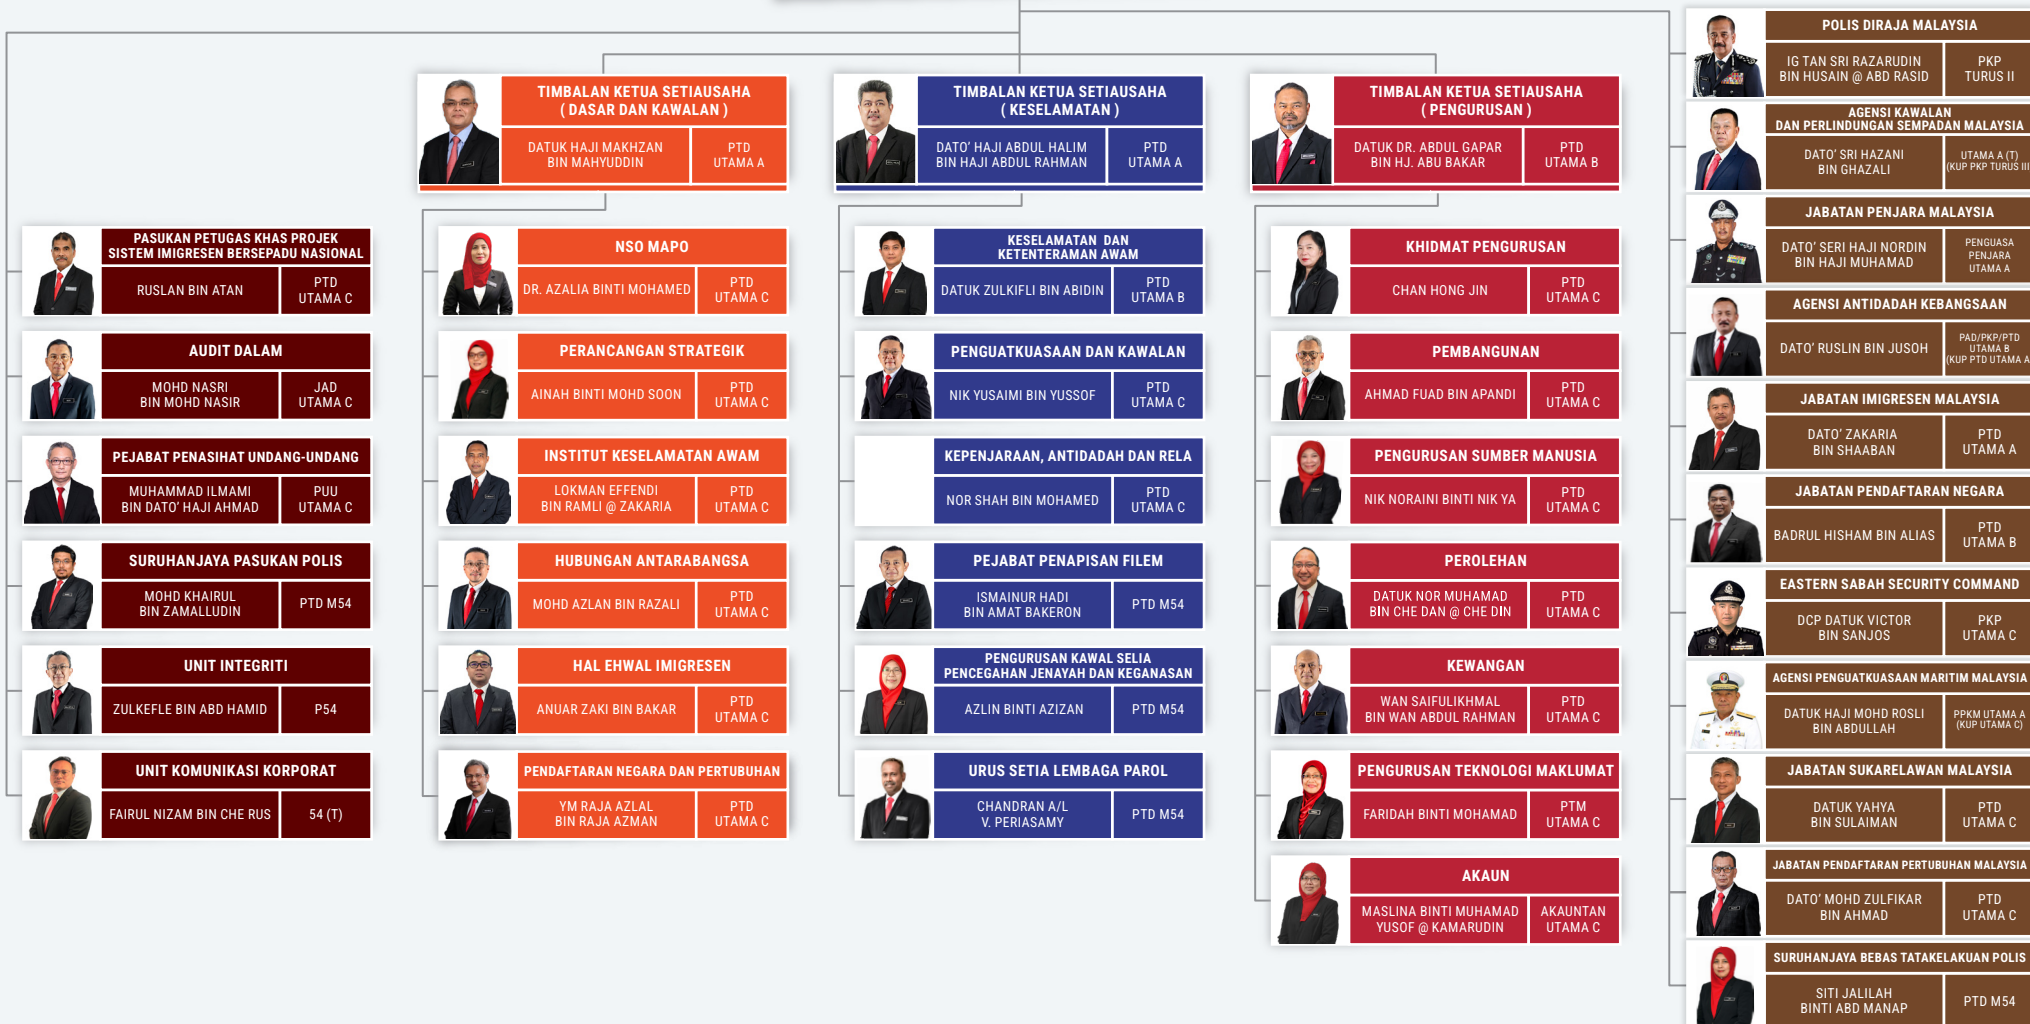 TIMBALAN KETUA SETIAUSAHA
( DASAR DAN KAWALAN )
DATUK HAJI MAKHZAN
BIN MAHYUDDIN
PTD
UTAMA A
TIMBALAN KETUA SETIAUSAHA
( KESELAMATAN )
DATO' HAJI ABDUL HALIM
BIN HAJI ABDUL RAHMAN
PTD
UTAMA A
TIMBALAN KETUA SETIAUSAHA
( PENGURUSAN )
DATUK DR. ABDUL GAPAR
BIN HJ. ABU BAKAR
PTD
UTAMA B
PASUKAN PETUGAS KHAS PROJEK
SISTEM IMIGRESEN BERSEPADU NASIONAL
RUSLAN BIN ATAN
PTD
UTAMA C
AUDIT DALAM
MOHD NASRI
BIN MOHD NASIR
JAD
UTAMA C
PEJABAT PENASIHAT UNDANG-UNDANG
MUHAMMAD ILMAMI
BIN DATO' HAJI AHMAD
PUU
UTAMA C
SURUHANJAYA PASUKAN POLIS
MOHD KHAIRUL
BIN ZAMALLUDIN
PTD M54
UNIT INTEGRITI
ZULKEFLE BIN ABD HAMID
P54
UNIT KOMUNIKASI KORPORAT
FAIRUL NIZAM BIN CHE RUS
54 (T)
NSO MAPO
DR. AZALIA BINTI MOHAMED
PTD
UTAMA C
PERANCANGAN STRATEGIK
AINAH BINTI MOHD SOON
PTD
UTAMA C
INSTITUT KESELAMATAN AWAM
LOKMAN EFFENDI
BIN RAMLI @ ZAKARIA
PTD
UTAMA C
HUBUNGAN ANTARABANGSA
MOHD AZLAN BIN RAZALI
PTD
UTAMA C
HAL EHWAL IMIGRESEN
ANUAR ZAKI BIN BAKAR
PTD
UTAMA C
PENDAFTARAN NEGARA DAN PERTUBUHAN
YM RAJA AZLAL
BIN RAJA AZMAN
PTD
UTAMA C
KESELAMATAN DAN
KETENTERAMAN AWAM
DATUK ZULKIFLI BIN ABIDIN
PTD
UTAMA B
PENGUATKUASAAN DAN KAWALAN
NIK YUSAIMI BIN YUSSOF
PTD
UTAMA C
KEPENJARAAN, ANTIDADAH DAN RELA
NOR SHAH BIN MOHAMED
PTD
UTAMA C
PEJABAT PENAPISAN FILEM
ISMAINUR HADI
BIN AMAT BAKERON
PTD M54
PENGURUSAN KAWAL SELIA
PENCEGAHAN JENAYAH DAN KEGANASAN
AZLIN BINTI AZIZAN
PTD M54
URUS SETIA LEMBAGA PAROL
CHANDRAN A/L
V. PERIASAMY
PTD M54
KHIDMAT PENGURUSAN
CHAN HONG JIN
PTD
UTAMA C
PEMBANGUNAN
AHMAD FUAD BIN APANDI
PTD
UTAMA C
PENGURUSAN SUMBER MANUSIA
NIK NORAINI BINTI NIK YA
PTD
UTAMA C
PEROLEHAN
DATUK NOR MUHAMAD
BIN CHE DAN @ CHE DIN
PTD
UTAMA C
KEWANGAN
WAN SAIFULIKHMAL
BIN WAN ABDUL RAHMAN
PTD
UTAMA C
PENGURUSAN TEKNOLOGI MAKLUMAT
FARIDAH BINTI MOHAMAD
PTM
UTAMA C
AKAUN
MASLINA BINTI MUHAMAD
YUSOF @ KAMARUDIN
AKAUNTAN
UTAMA C
POLIS DIRAJA MALAYSIA
IG TAN SRI RAZARUDIN
BIN HUSAIN @ ABD RASID
PKP
TURUS II
AGENSI KAWALAN
DAN PERLINDUNGAN SEMPADAN MALAYSIA
DATO' SRI HAZANI
BIN GHAZALI
UTAMA A (T)
(KUP PKP TURUS III
JABATAN PENJARA MALAYSIA
DATO' SERI HAJI NORDIN
BIN HAJI MUHAMAD
PENGUASA
PENJARA
UTAMA A
AGENSI ANTIDADAH KEBANGSAAN
DATO' RUSLIN BIN JUSOH
PAD/PKP/PTD
UTAMA B
(KUP PTD UTAMA A
JABATAN IMIGRESEN MALAYSIA
DATO' ZAKARIA
BIN SHAABAN
PTD
UTAMA A
JABATAN PENDAFTARAN NEGARA
BADRUL HISHAM BIN ALIAS
PTD
UTAMA B
EASTERN SABAH SECURITY COMMAND
DCP DATUK VICTOR
BIN SANJOS
PKP
UTAMA C
AGENSI PENGUATKUASAAN MARITIM MALAYSIA
DATUK HAJI MOHD ROSLI
BIN ABDULLAH
PPKM UTAMA A
(KUP UTAMA C)
JABATAN SUKARELAWAN MALAYSIA
DATUK YAHYA
BIN SULAIMAN
PTD
UTAMA C
JABATAN PENDAFTARAN PERTUBUHAN MALAYSIA
DATO' MOHD ZULFIKAR
BIN AHMAD
PTD
UTAMA C
SURUHANJAYA BEBAS TATAKELAKUAN POLIS
SITI JALILAH
BINTI ABD MANAP
PTD M54